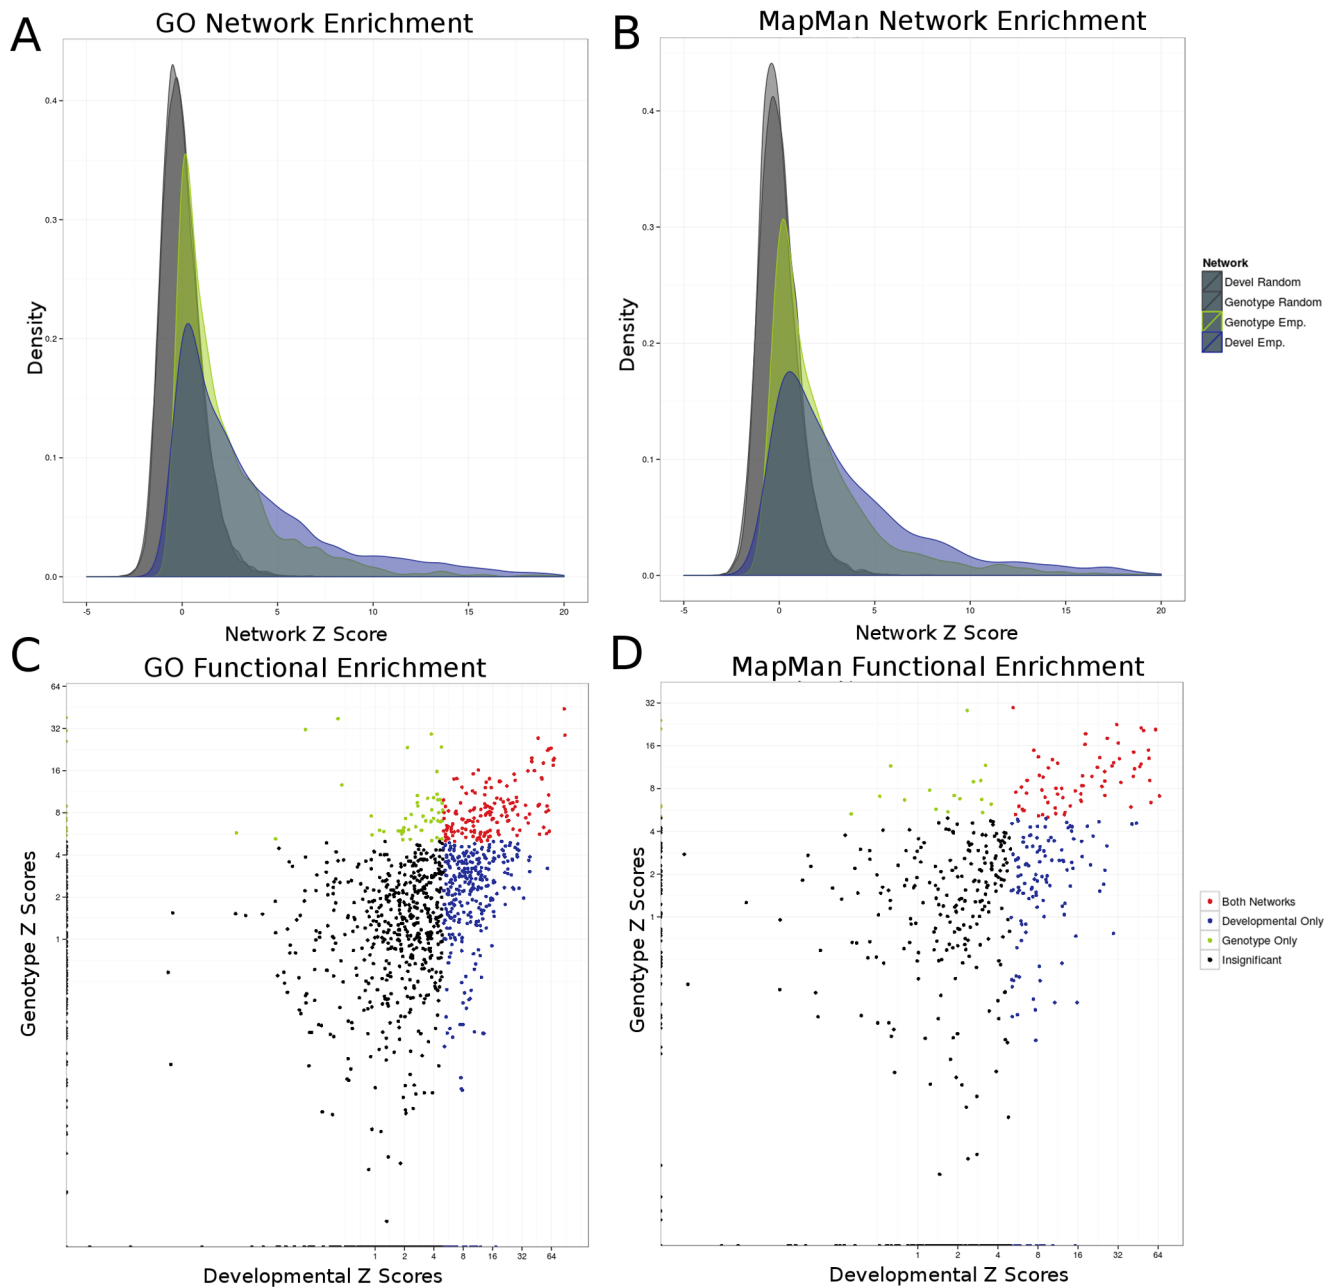 A
GO Network Enrichment
Density
0.4
0.3
0.2
0.1
0.0
-5 0 5 10 15 20
Network Z Score
B
MapMan Network Enrichment
Density
0.4
0.3
0.2
0.1
0.0
-5 0 5 10 15 20
Network Z Score
Network
Devel Random
Genotype Random
Genotype Emp.
Devel Emp.
C
GO Functional Enrichment
Genotype Z Scores
64
32
16
8
4
2
1
1 2 4 8 16 32 64
Developmental Z Scores
D
MapMan Functional Enrichment
Genotype Z Scores
32
16
8
4
2
1
1 2 4 8 16 32 64
Developmental Z Scores
Both Networks
Developmental Only
Genotype Only
Insignificant